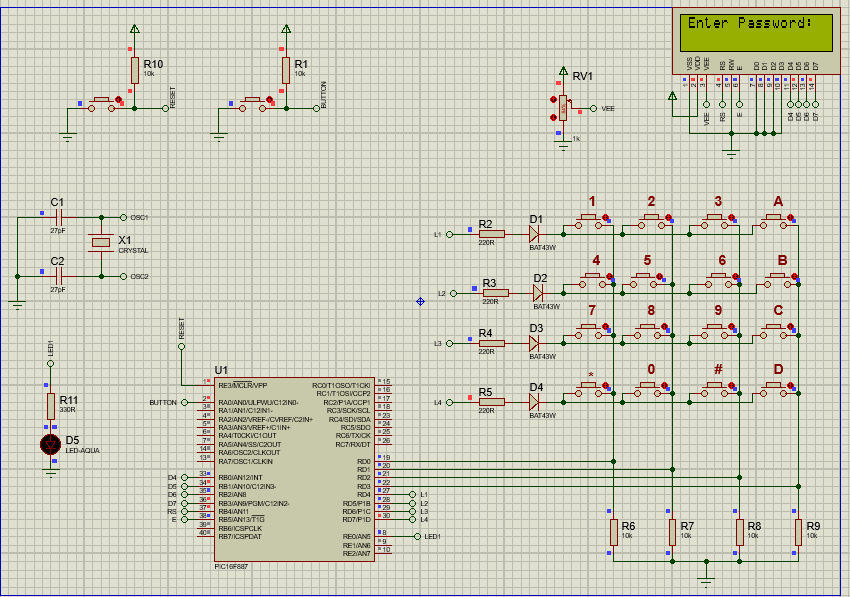 Enter Password:
VSS VDD VEE RS RW E D0 D1 D2 D3 D4 D5 D6 D7
1 2 3 4 5 6 7 8 9 10 11 12 13 14
VEE RS E D4 D5 D6 D7
R10
10k
RESET
R1
10k
BUTTON
RV1
VEE
1k
C1
27pF
OSC1
X1
CRYSTAL
C2
27pF
OSC2
1 2 3 A
L1 R2 D1
220R BAT43W
4 5 6 B
L2 R3 D2
220R BAT43W
7 8 9 C
L3 R4 D3
220R BAT43W
* 0 # D
L4 R5 D4
220R BAT43W
LED1
R11
330R
D5
LED-AQUA
RESET
U1
1 RE3/MCLR/VPP RC0/T1OSO/T1CKI 15
RC1/T1OSI/CCP2 16
BUTTON 2 RA0/AN0/ULPWU/C12IN0- RC2/P1A/CCP1 17
3 RA1/AN1/C12IN1- RC3/SCK/SCL 18
4 RA2/AN2/VREF-/CVREF/C2IN+ RC4/SDI/SDA 23
5 RA3/AN3/VREF+/C1IN+ RC5/SDO 24
6 RA4/T0CKI/C1OUT RC6/TX/CK 25
7 RA5/AN4/SS/C2OUT RC7/RX/DT 26
14 RA6/OSC2/CLKOUT
13 RA7/OSC1/CLKIN RD0 19
RD1 20
D4 33 RB0/AN12/INT RD2 21
D5 34 RB1/AN10/C12IN3- RD3 22
D6 35 RB2/AN8 RD4 27 L1
D7 36 RB3/AN9/PGM/C12IN2- RD5/P1B 28 L2
RS 37 RB4/AN11 RD6/P1C 29 L3
E 38 RB5/AN13/T1G RD7/P1D 30 L4
39 RB6/ICSPCLK
40 RB7/ICSPDAT RE0/AN5 8 LED1
RE1/AN6 9
RE2/AN7 10
PIC16F887
R6
10k
R7
10k
R8
10k
R9
10k